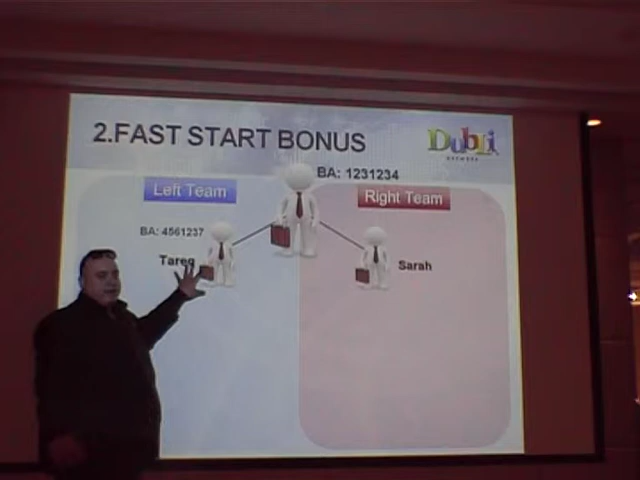 2.FAST START BONUS
Dubli
NETWORK
BA: 1231234
Left Team
Right Team
BA: 4561237
Tareq
Sarah